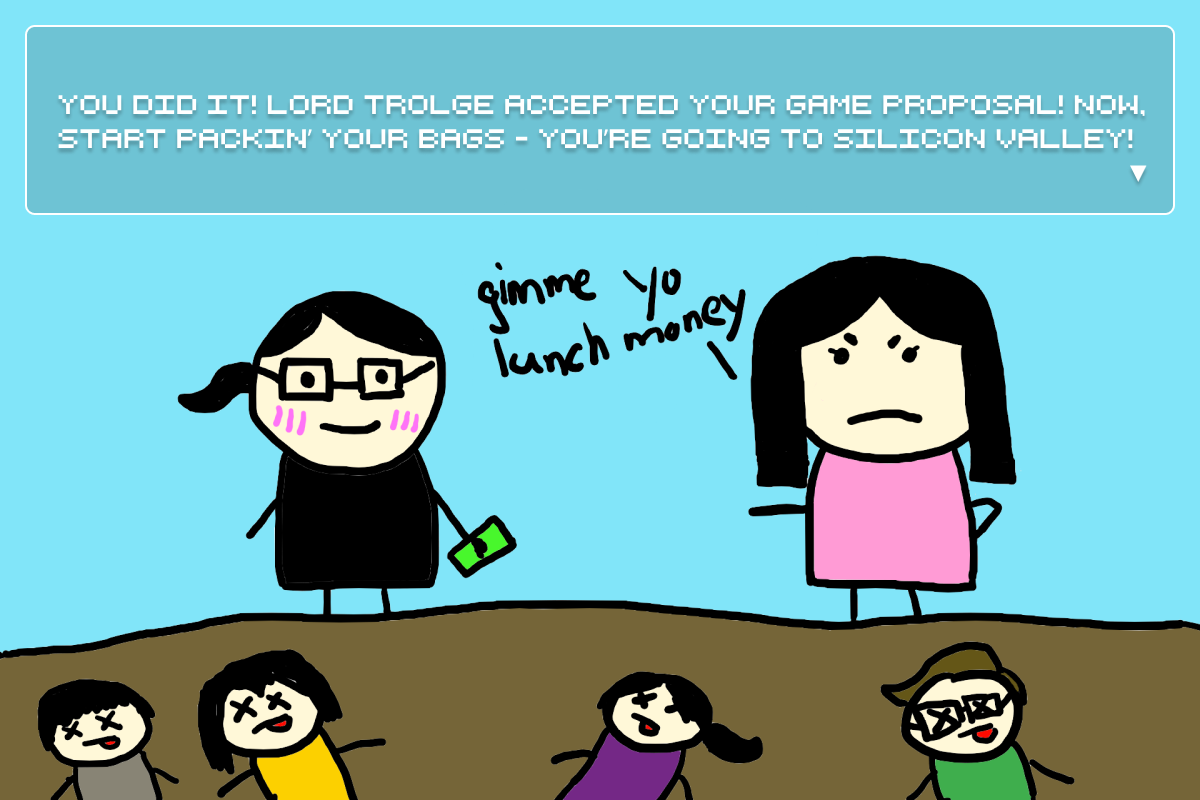 YOU DID IT! LORD TROLGE ACCEPTED YOUR GAME PROPOSAL! NOW,
START PACKIN' YOUR BAGS - YOU'RE GOING TO SILICON VALLEY!
gimme yo
lunch money